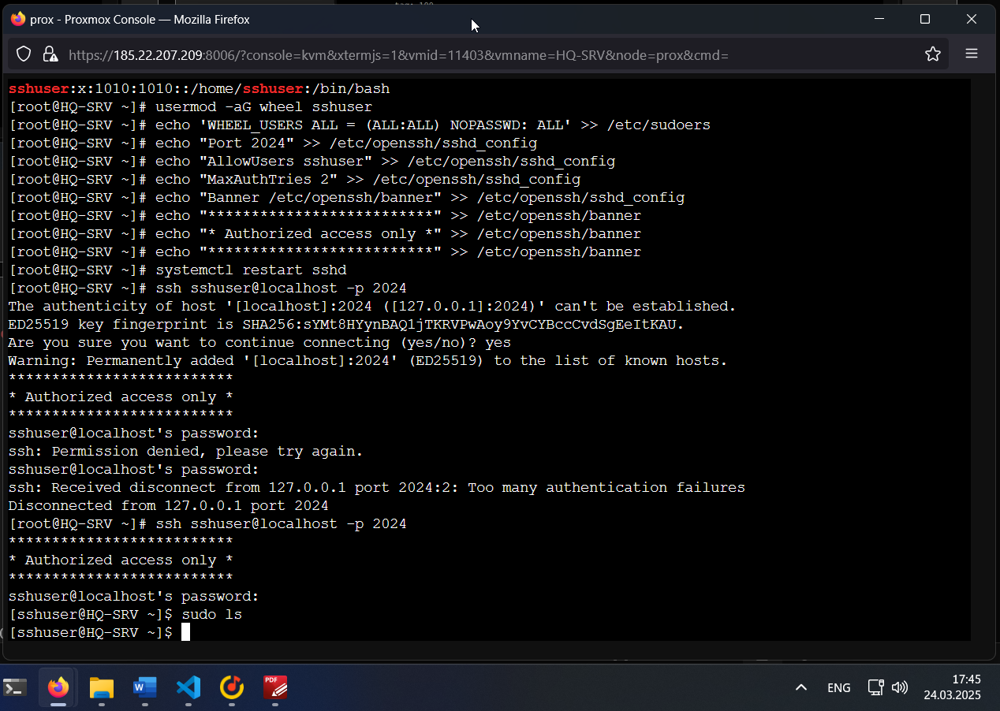 prox - Proxmox Console — Mozilla Firefox
https://185.22.207.209:8006/?console=kvm&xtermjs=1&vmid=11403&vmname=HQ-SRV&node=prox&cmd=
sshuser:x:1010:1010::/home/sshuser:/bin/bash
[root@HQ-SRV ~]# usermod -aG wheel sshuser
[root@HQ-SRV ~]# echo 'WHEEL_USERS ALL = (ALL:ALL) NOPASSWD: ALL' >> /etc/sudoers
[root@HQ-SRV ~]# echo "Port 2024" >> /etc/openssh/sshd_config
[root@HQ-SRV ~]# echo "AllowUsers sshuser" >> /etc/openssh/sshd_config
[root@HQ-SRV ~]# echo "MaxAuthTries 2" >> /etc/openssh/sshd_config
[root@HQ-SRV ~]# echo "Banner /etc/openssh/banner" >> /etc/openssh/sshd_config
[root@HQ-SRV ~]# echo "**************************" >> /etc/openssh/banner
[root@HQ-SRV ~]# echo "* Authorized access only *" >> /etc/openssh/banner
[root@HQ-SRV ~]# echo "**************************" >> /etc/openssh/banner
[root@HQ-SRV ~]# systemctl restart sshd
[root@HQ-SRV ~]# ssh sshuser@localhost -p 2024
The authenticity of host '[localhost]:2024 ([127.0.0.1]:2024)' can't be established.
ED25519 key fingerprint is SHA256:sYMt8HYynBAQ1jTKRVPwAoy9YvCYBccCvdSgEeItKAU.
Are you sure you want to continue connecting (yes/no)? yes
Warning: Permanently added '[localhost]:2024' (ED25519) to the list of known hosts.
**************************
* Authorized access only *
**************************
sshuser@localhost's password:
ssh: Permission denied, please try again.
sshuser@localhost's password:
ssh: Received disconnect from 127.0.0.1 port 2024:2: Too many authentication failures
Disconnected from 127.0.0.1 port 2024
[root@HQ-SRV ~]# ssh sshuser@localhost -p 2024
**************************
* Authorized access only *
**************************
sshuser@localhost's password:
[sshuser@HQ-SRV ~]$ sudo ls
[sshuser@HQ-SRV ~]$
W
PDF
ENG
17:45
24.03.2025